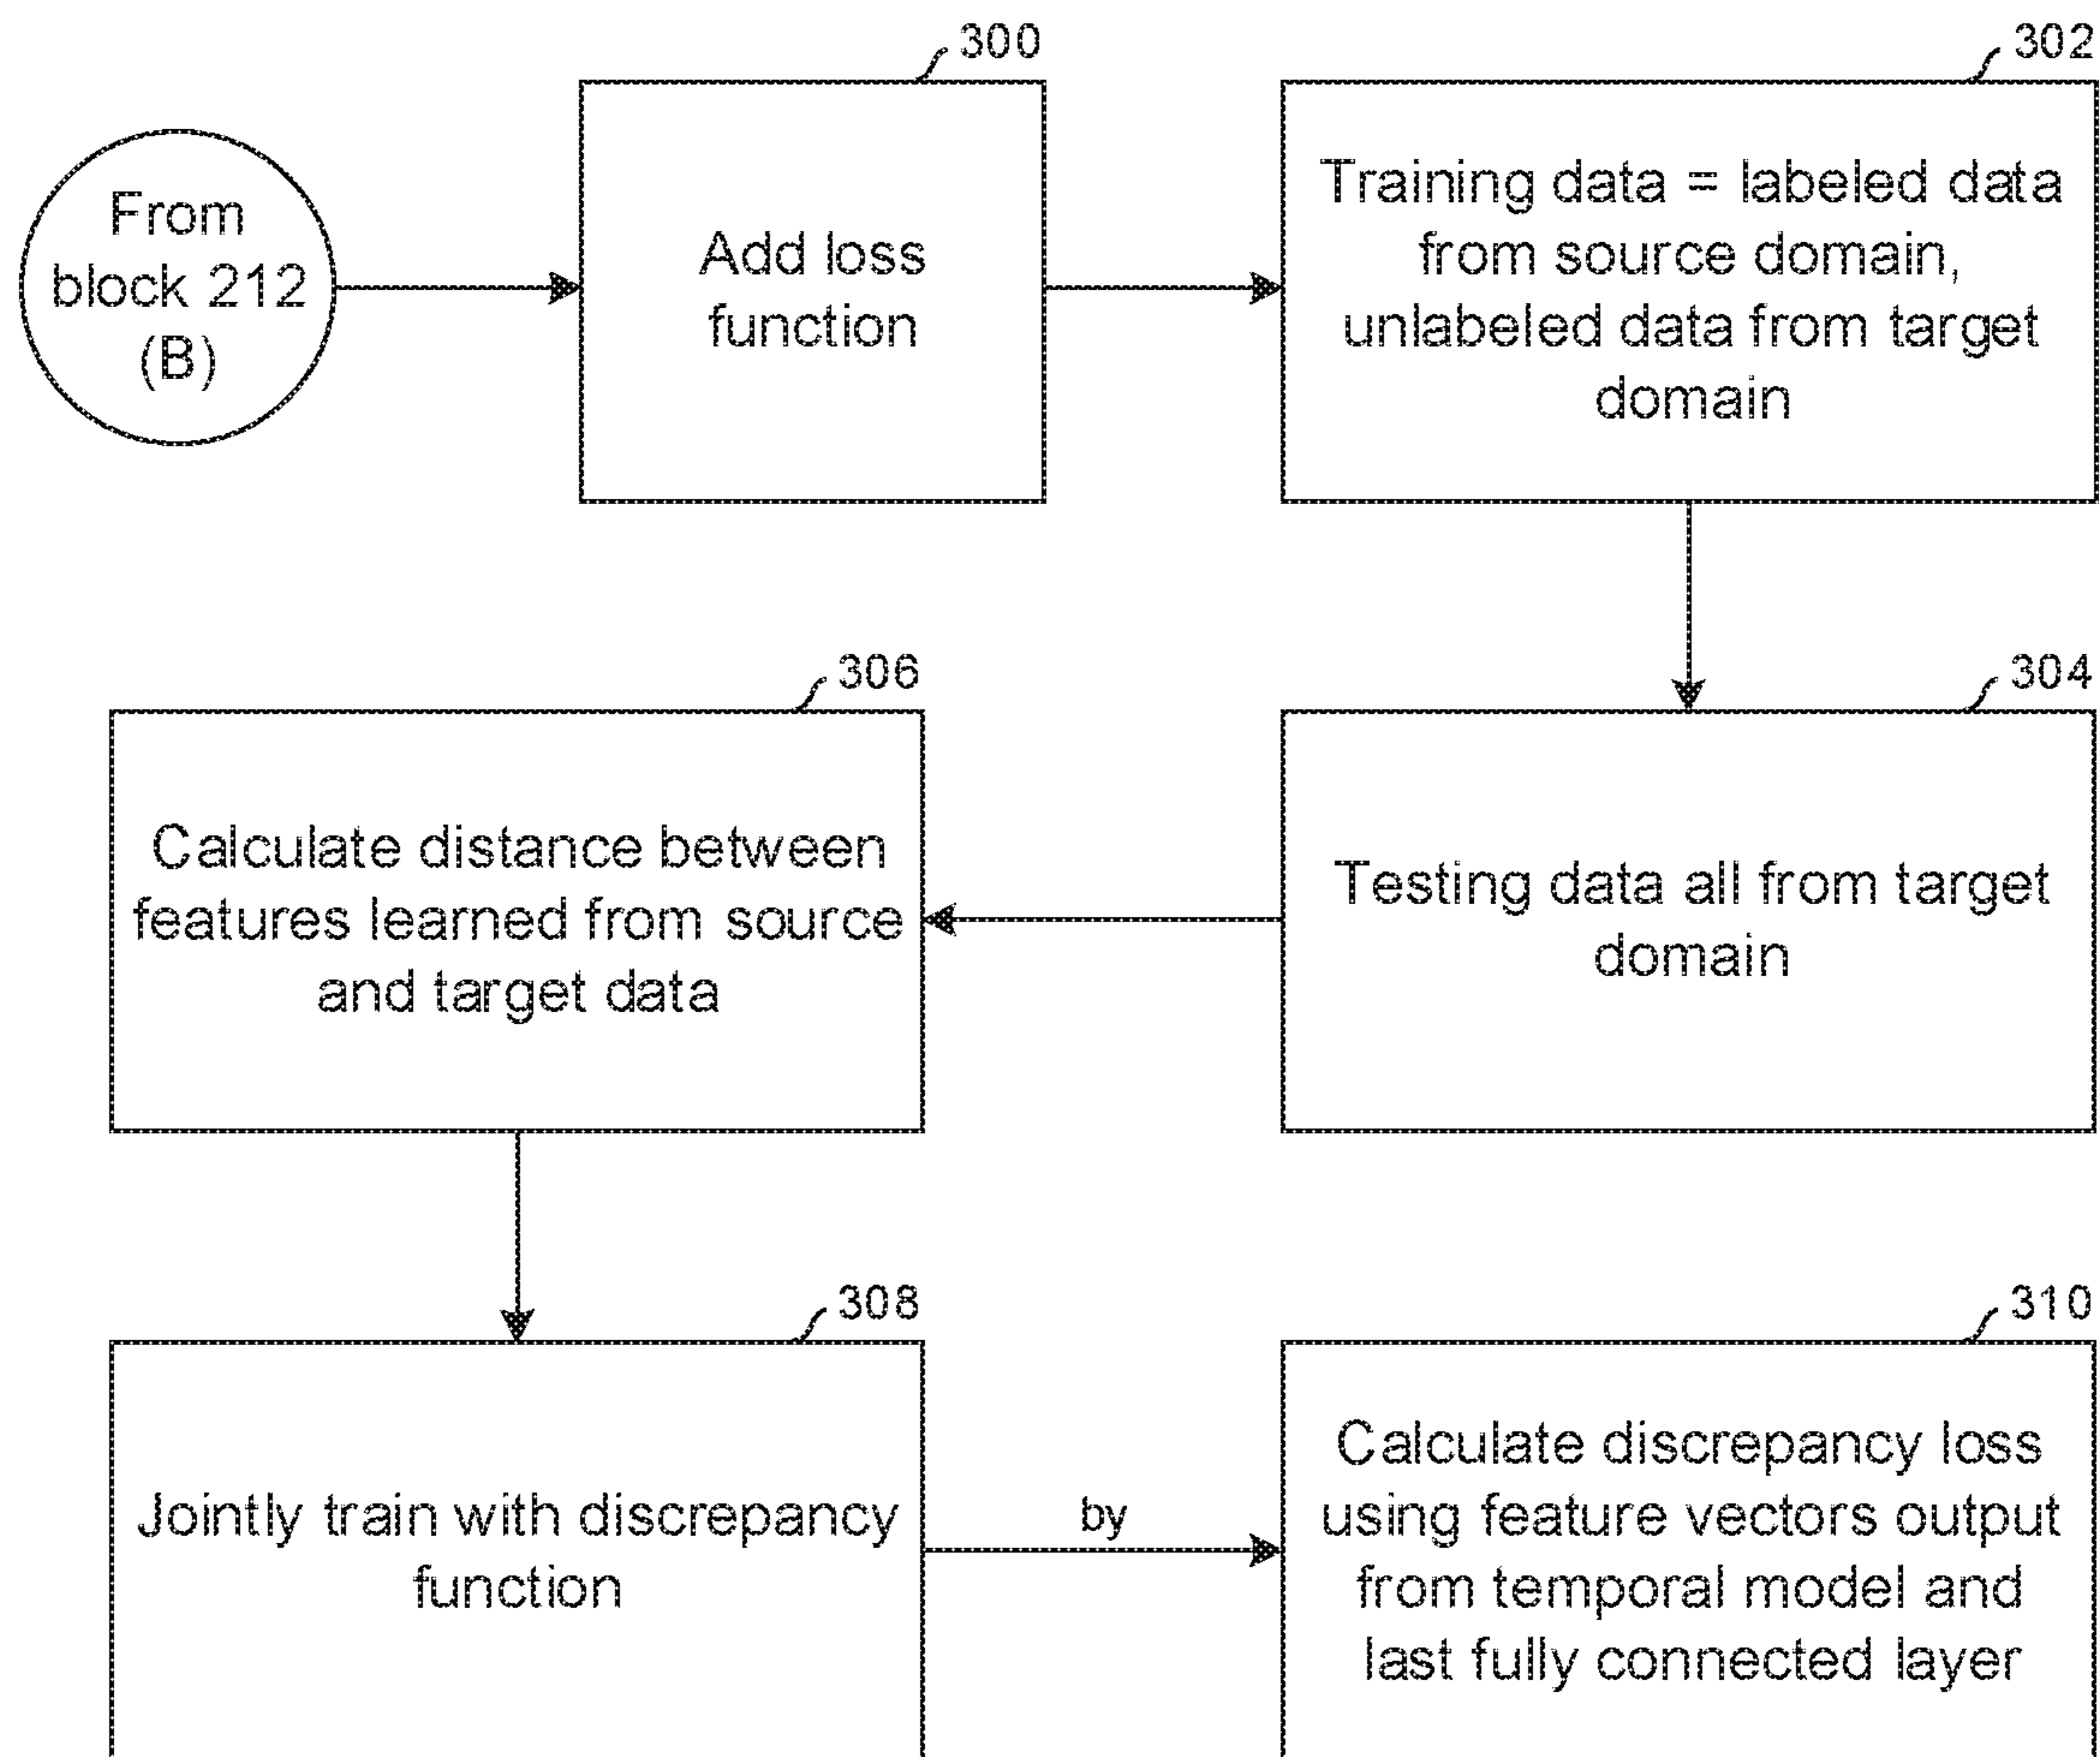 300
302
From
block 212
(B)
Add loss
function
Training data = labeled data
from source domain,
unlabeled data from target
domain
306
304
Calculate distance between
features learned from source
and target data
Testing data all from target
domain
308
310
Jointly train with discrepancy
function
by
Calculate discrepancy loss
using feature vectors output
from temporal model and
last fully connected layer